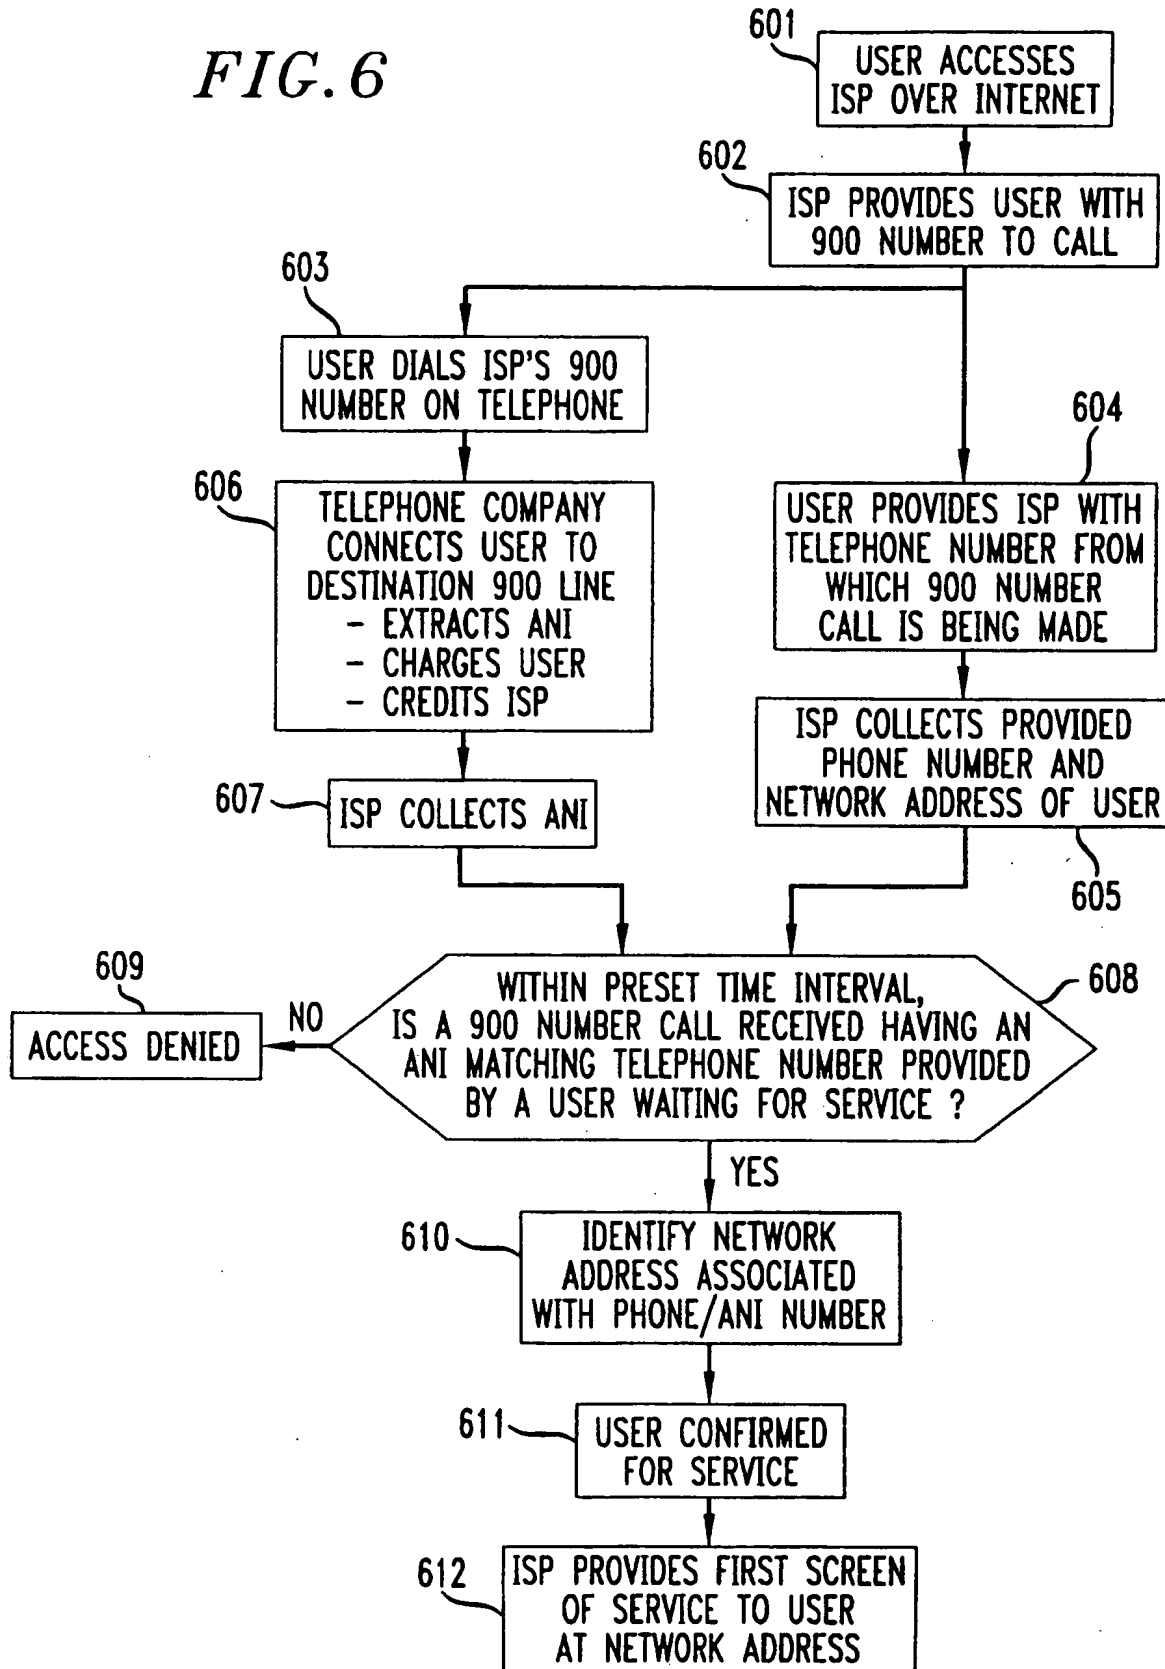 FIG. 6
601
USER ACCESSES
ISP OVER INTERNET
602
ISP PROVIDES USER WITH
900 NUMBER TO CALL
603
USER DIALS ISP'S 900
NUMBER ON TELEPHONE
604
USER PROVIDES ISP WITH
TELEPHONE NUMBER FROM
WHICH 900 NUMBER
CALL IS BEING MADE
606
TELEPHONE COMPANY
CONNECTS USER TO
DESTINATION 900 LINE
- EXTRACTS ANI
- CHARGES USER
- CREDITS ISP
ISP COLLECTS PROVIDED
PHONE NUMBER AND
NETWORK ADDRESS OF USER
605
607
ISP COLLECTS ANI
608
WITHIN PRESET TIME INTERVAL,
IS A 900 NUMBER CALL RECEIVED HAVING AN
ANI MATCHING TELEPHONE NUMBER PROVIDED
BY A USER WAITING FOR SERVICE ?
609
NO
ACCESS DENIED
YES
610
IDENTIFY NETWORK
ADDRESS ASSOCIATED
WITH PHONE/ANI NUMBER
611
USER CONFIRMED
FOR SERVICE
612
ISP PROVIDES FIRST SCREEN
OF SERVICE TO USER
AT NETWORK ADDRESS